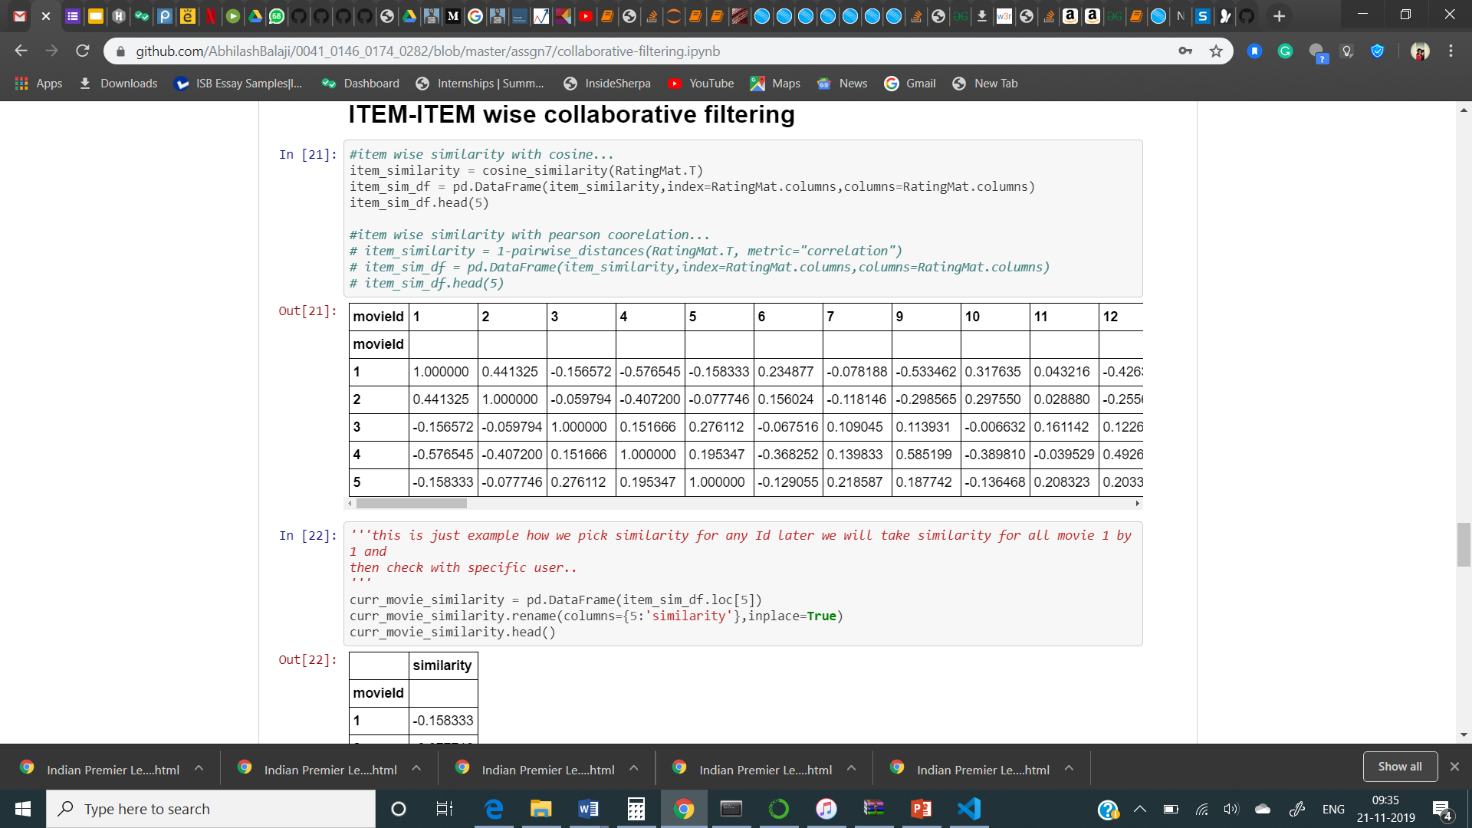 github.com/AbhilashBalaji/0041_0146_0174_0282/blob/master/assgn7/collaborative-filtering.ipynb
Apps Downloads ISB Essay Samples|I... Dashboard Internships | Summ... InsideSherpa YouTube Maps News Gmail New Tab
ITEM-ITEM wise collaborative filtering
In [21]: #item wise similarity with cosine...
item_similarity = cosine_similarity(RatingMat.T)
item_sim_df = pd.DataFrame(item_similarity,index=RatingMat.columns,columns=RatingMat.columns)
item_sim_df.head(5)
#item wise similarity with pearson coorelation...
# item_similarity = 1-pairwise_distances(RatingMat.T, metric="correlation")
# item_sim_df = pd.DataFrame(item_similarity,index=RatingMat.columns,columns=RatingMat.columns)
# item_sim_df.head(5)
Out[21]: movieId 1 2 3 4 5 6 7 9 10 11 12
movieId
1 1.000000 0.441325 -0.156572 -0.576545 -0.158333 0.234877 -0.078188 -0.533462 0.317635 0.043216 -0.426
2 0.441325 1.000000 -0.059794 -0.407200 -0.077746 0.156024 -0.118146 -0.298565 0.297550 0.028880 -0.255
3 -0.156572 -0.059794 1.000000 0.151666 0.276112 -0.067516 0.109045 0.113931 -0.006632 0.161142 0.1226
4 -0.576545 -0.407200 0.151666 1.000000 0.195347 -0.368252 0.139833 0.585199 -0.389810 -0.039529 0.4926
5 -0.158333 -0.077746 0.276112 0.195347 1.000000 -0.129055 0.218587 0.187742 -0.136468 0.208323 0.2033
In [22]: '''this is just example how we pick similarity for any Id later we will take similarity for all movie 1 by
1 and
then check with specific user..
'''
curr_movie_similarity = pd.DataFrame(item_sim_df.loc[5])
curr_movie_similarity.rename(columns={5:'similarity'},inplace=True)
curr_movie_similarity.head()
Out[22]: similarity
movieId
1 -0.158333
Indian Premier Le....html Indian Premier Le....html Indian Premier Le....html Indian Premier Le....html Indian Premier Le....html Show all
Type here to search
ENG
09:35
21-11-2019
4